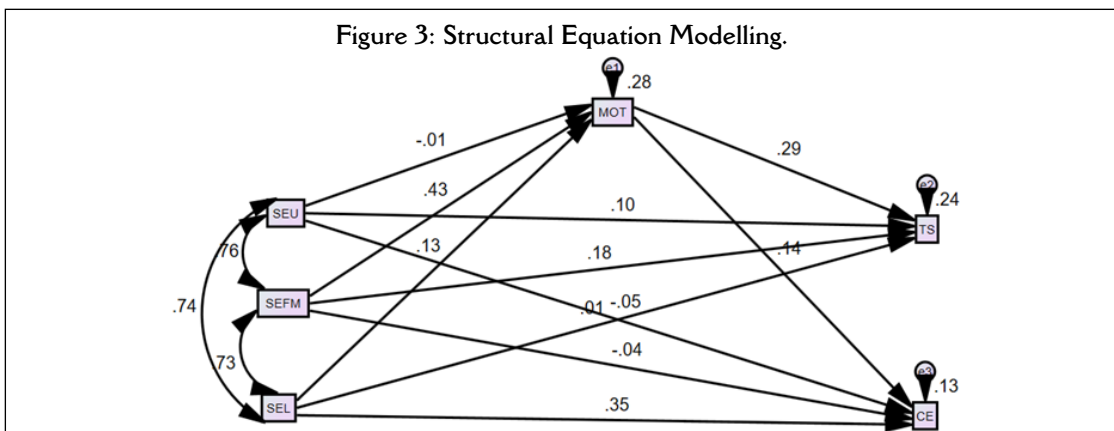 Figure 3: Structural Equation Modelling.
e1
.28
MOT
-.01
.29
.43
e2
.24
SEU
.10
TS
.76
.13
.14
.18
SEFM
.74
.01
-.05
-.04
.73
e3
.13
SEL
.35
CE